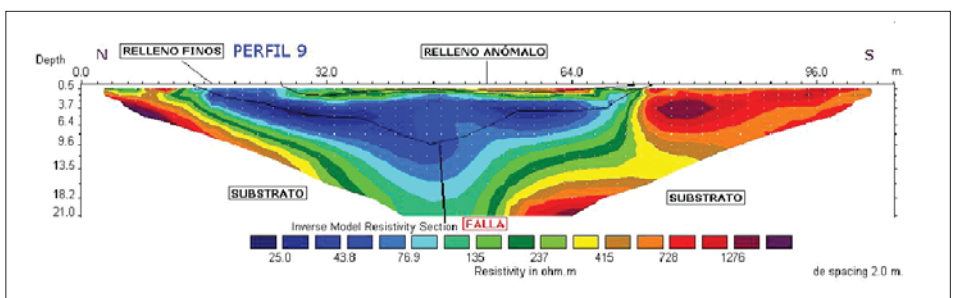 N RELLENO FINOS PERFIL 9 RELLENO ANÓMALO S
Depth
0.0 32.0 64.0 96.0 m.
0.5
3.7
6.4
9.6
13.5
18.2
21.0
SUBSTRATO SUBSTRATO
Inverse Model Resistivity Section FALLA
25.0 43.8 76.9 135 237 415 728 1276
Resistivity in ohm.m
de spacing 2.0 m.